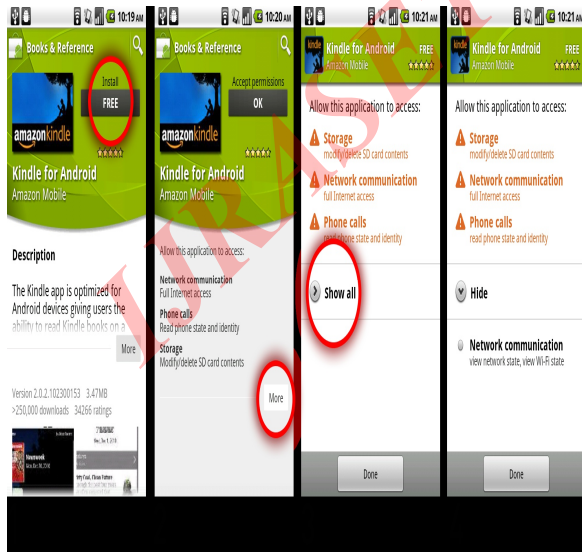 10:19 AM
Books & Reference
Install
FREE
amazonkindle
Kindle for Android
Amazon Mobile
Description
The Kindle app is optimized for
Android devices giving users the
ability to read Kindle books on a
More
Version 2.0.2.102300153 3.47MB
>250,000 downloads 34266 ratings
Newsweek
10:20 AM
Books & Reference
Accept permissions
OK
amazonkindle
Kindle for Android
Amazon Mobile
Allow this application to access:
Network communication
Full Internet access
Phone calls
Read phone state and identity
Storage
Modify/delete SD card contents
More
10:21 AM
kindle
Kindle for Android FREE
Amazon Mobile
Allow this application to access:
Storage
modify/delete SD card contents
Network communication
full Internet access
Phone calls
read phone state and identity
Show all
Done
10:21 AM
kindle
Kindle for Android FREE
Amazon Mobile
Allow this application to access:
Storage
modify/delete SD card contents
Network communication
full Internet access
Phone calls
read phone state and identity
Hide
Network communication
view network state, view Wi-Fi state
Done
IJRASET